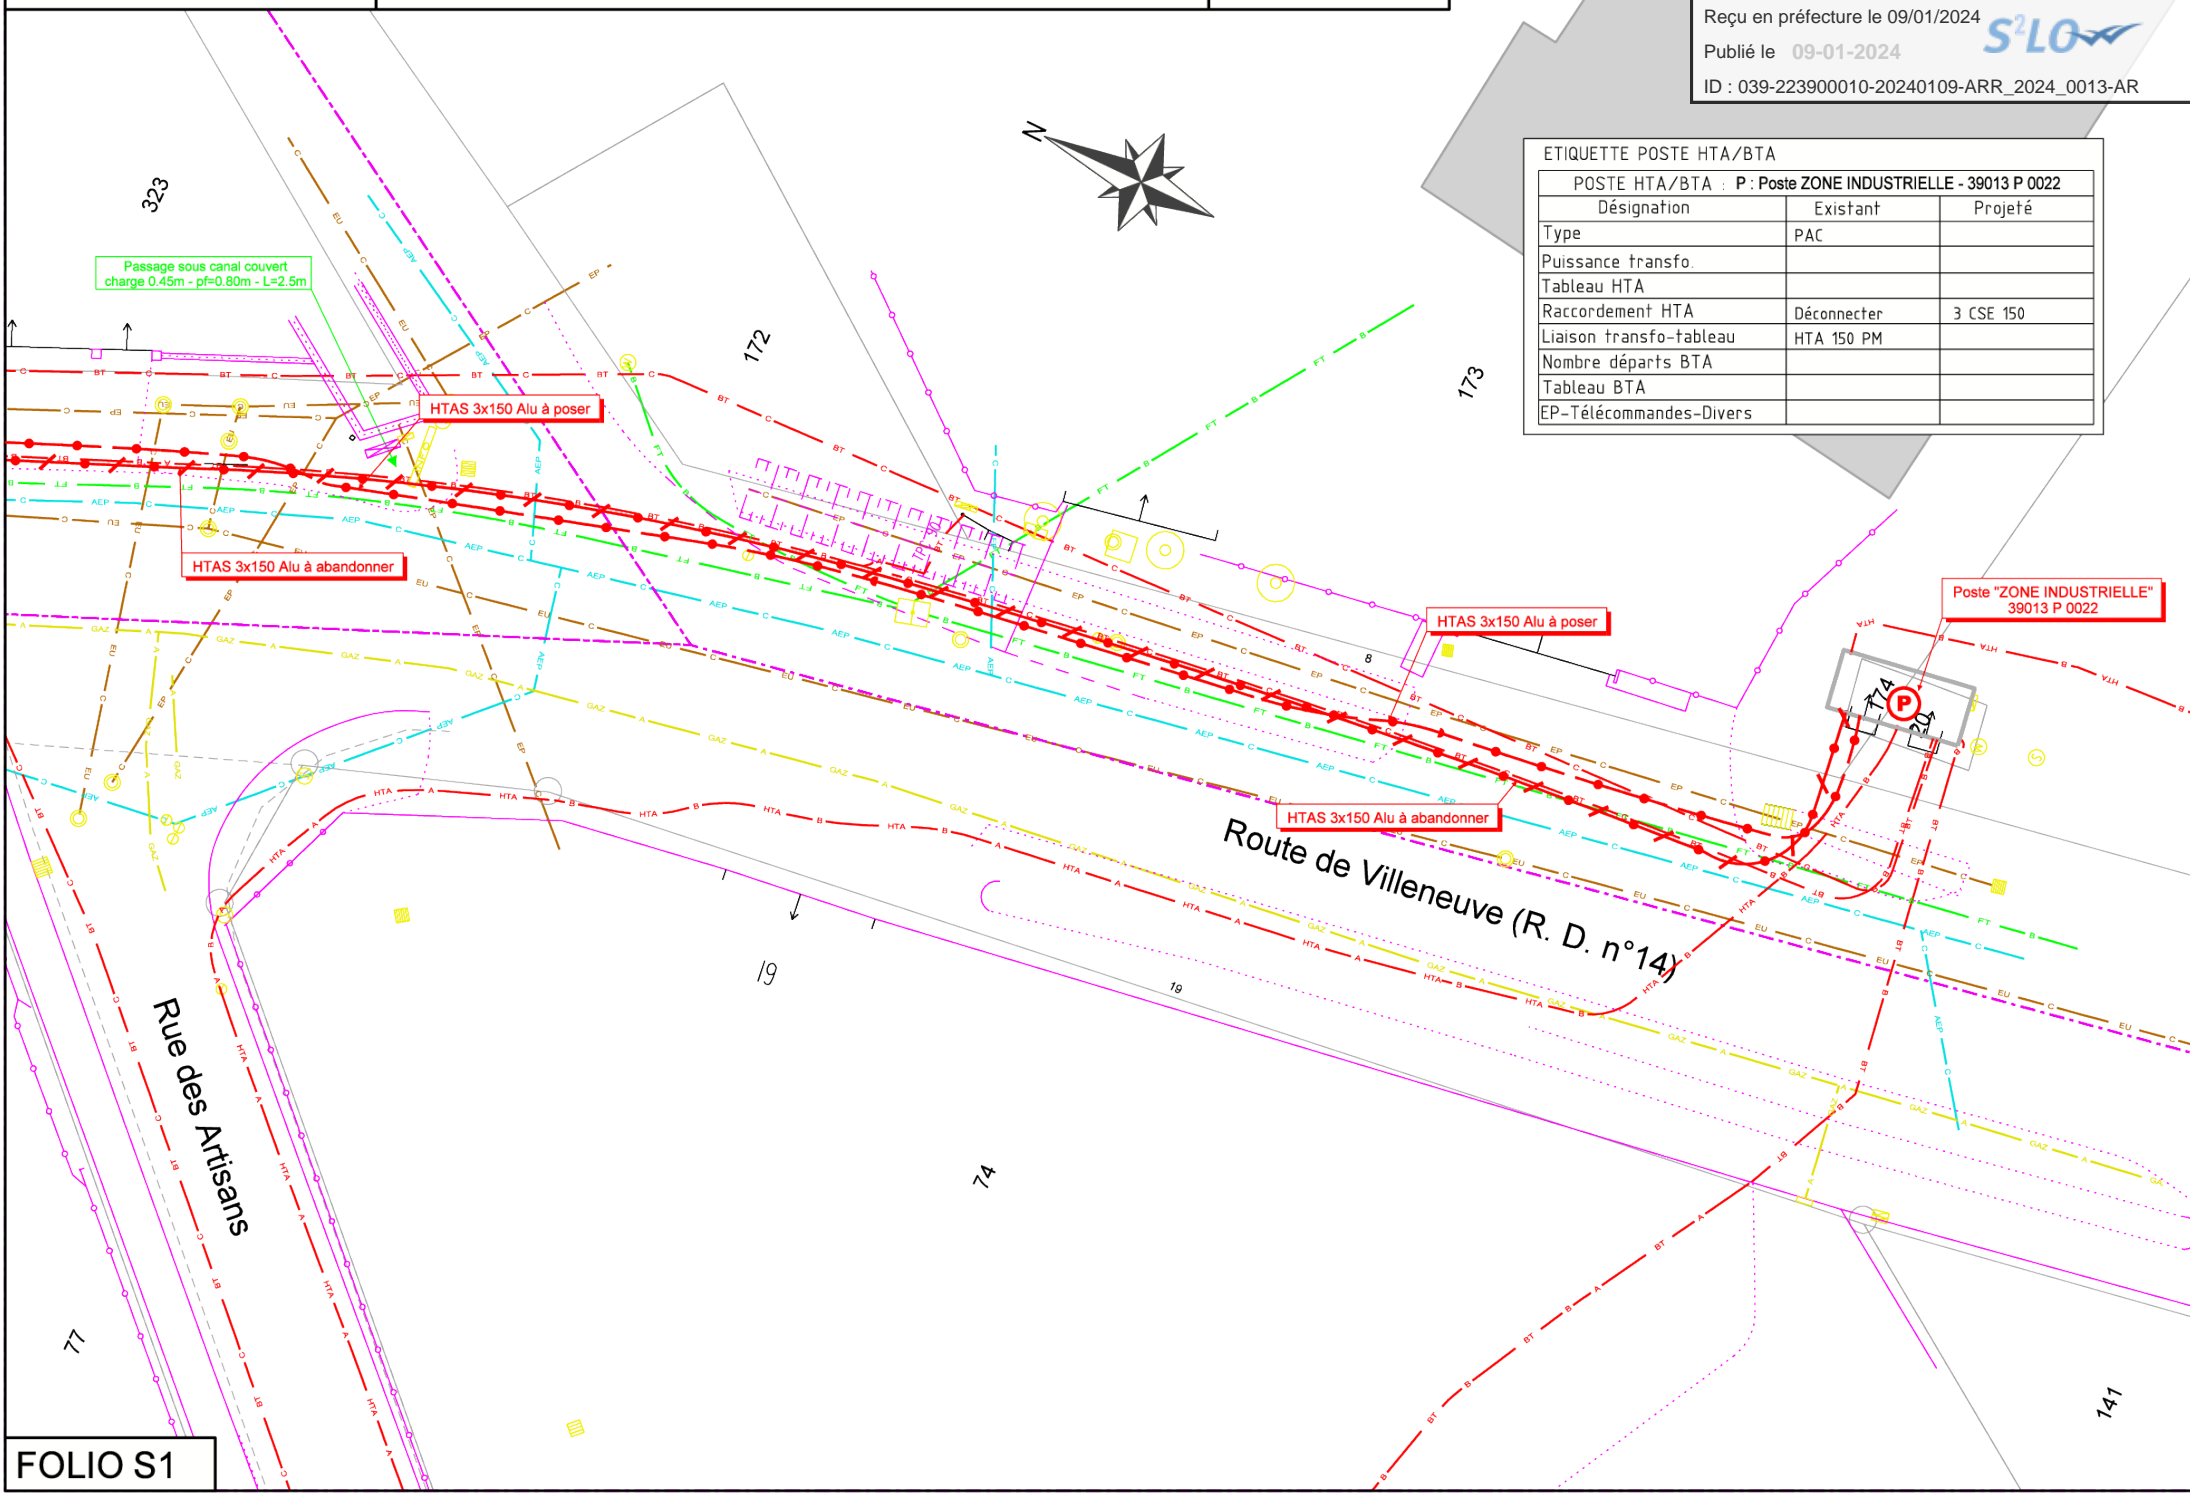 Reçu en préfecture le 09/01/2024
S²LO
Publié le 09-01-2024
ID : 039-223900010-20240109-ARR_2024_0013-AR
ETIQUETTE POSTE HTA/BTA
POSTE HTA/BTA : P : Poste ZONE INDUSTRIELLE - 39013 P 0022
Désignation Existant Projeté
Type PAC
Puissance transfo.
Tableau HTA
Raccordement HTA Déconnecter 3 CSE 150
Liaison transfo-tableau HTA 150 PM
Nombre départs BTA
Tableau BTA
EP-Télécommandes-Divers
N
323
Passage sous canal couvert
charge 0.45m - pf=0.80m - L=2.5m
172
173
HTAS 3x150 Alu à poser
HTAS 3x150 Alu à abandonner
HTAS 3x150 Alu à poser
8
Poste "ZONE INDUSTRIELLE"
39013 P 0022
174
P
20
HTAS 3x150 Alu à abandonner
Route de Villeneuve (R. D. n°14)
19
19
Rue des Artisans
74
77
141
FOLIO S1